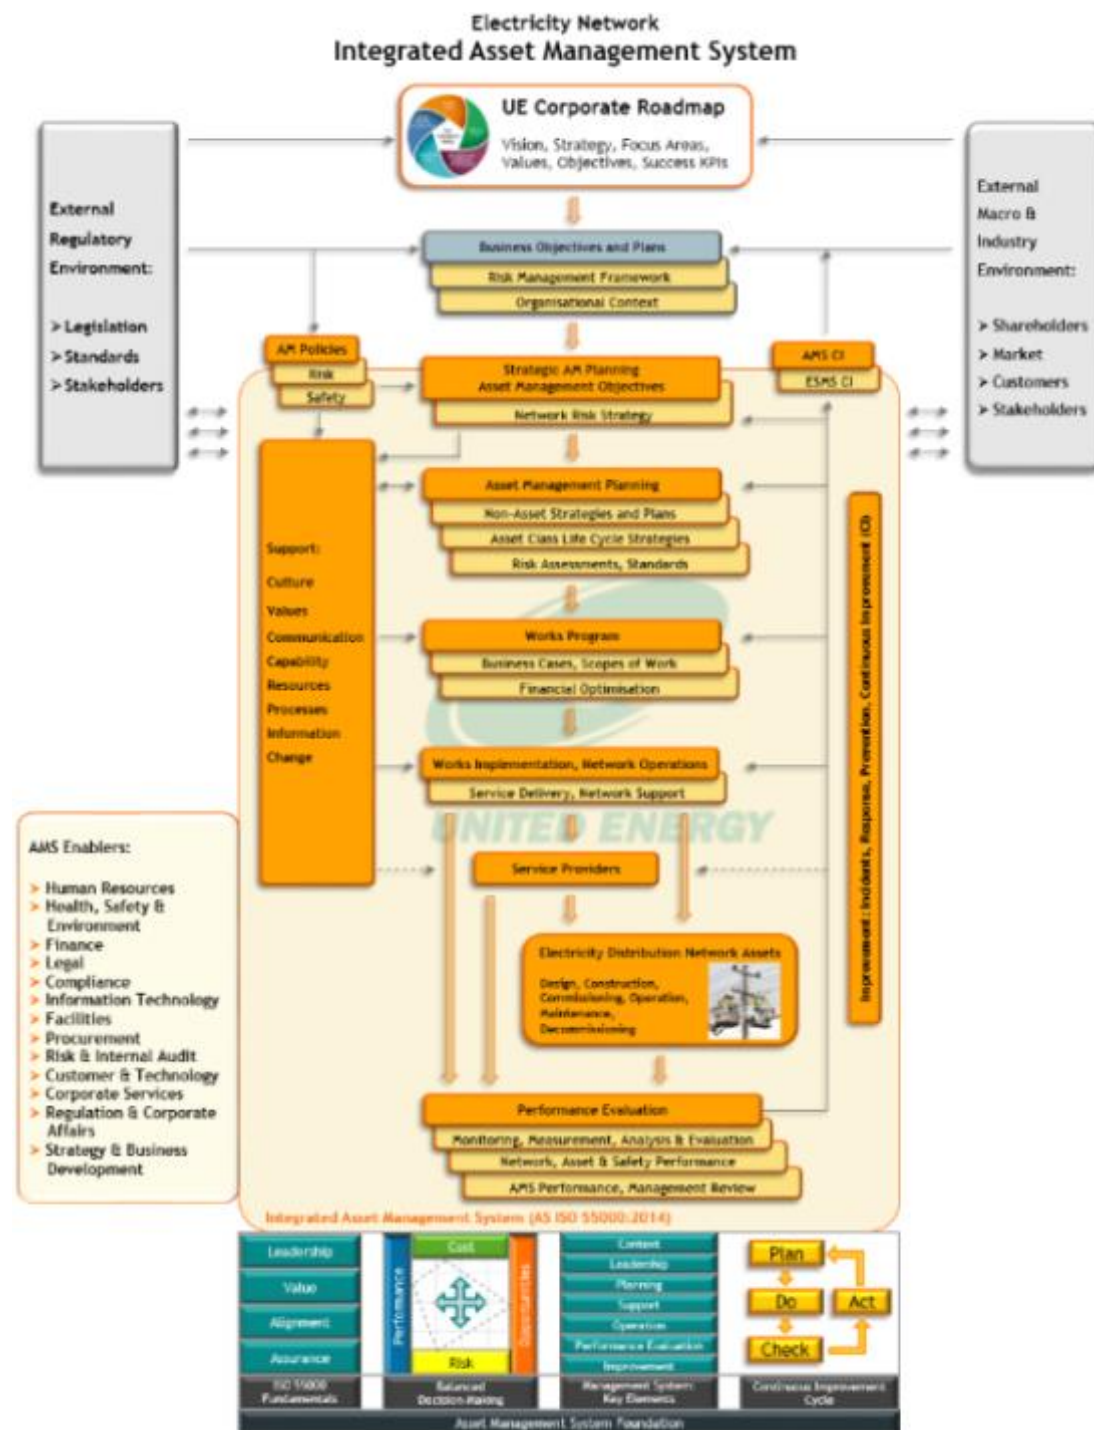 Electricity Network
Integrated Asset Management System
UE Corporate Roadmap
Vision, Strategy, Focus Areas,
Values, Objectives, Success KPIs
External
Regulatory
Environment:
➢ Legislation
➢ Standards
➢ Stakeholders
External
Macro &
Industry
Environment:
➢ Shareholders
➢ Market
➢ Customers
➢ Stakeholders
Business Objectives and Plans
Risk Management Framework
Organisational Context
AM Policies
Risk
Safety
Strategic AM Planning
Asset Management Objectives
Network Risk Strategy
AMS CI
ESMS CI
Support:
Culture
Values
Communication
Capability
Resources
Processes
Information
Change
Asset Management Planning
Non-Asset Strategies and Plans
Asset Class Life Cycle Strategies
Risk Assessments, Standards
Works Program
Business Cases, Scopes of Work
Financial Optimisation
Works Implementation, Network Operations
Service Delivery, Network Support
UNITED ENERGY
Service Providers
Electricity Distribution Network Assets
Design, Construction,
Commissioning, Operation,
Maintenance,
Decommissioning
Improvement: Incidents, Response, Prevention, Continuous Improvement (CI)
AMS Enablers:
➢ Human Resources
➢ Health, Safety &
Environment
➢ Finance
➢ Legal
➢ Compliance
➢ Information Technology
➢ Facilities
➢ Procurement
➢ Risk & Internal Audit
➢ Customer & Technology
➢ Corporate Services
➢ Regulation & Corporate
Affairs
➢ Strategy & Business
Development
Performance Evaluation
Monitoring, Measurement, Analysis & Evaluation
Network, Asset & Safety Performance
AMS Performance, Management Review
Integrated Asset Management System (AS ISO 55000:2014)
Leadership
Value
Alignment
Assurance
ISO 55000
Fundamentals
Performance
Cost
Opportunities
Risk
Balanced
Decision Making
Context
Leadership
Planning
Support
Operation
Performance Evaluation
Improvement
Management System:
Key Elements
Plan
Do
Act
Check
Continuous Improvement
Cycle
Asset Management System Foundation